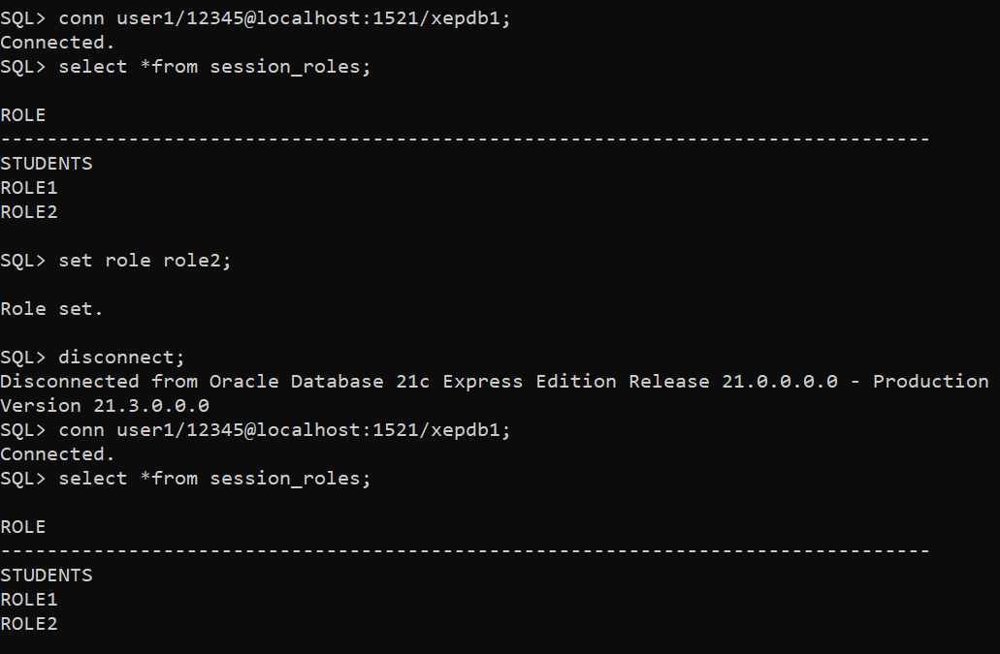 SQL> conn user1/12345@localhost:1521/xepdb1;
Connected.
SQL> select *from session_roles;
ROLE
--------------------------------------------------------------------------------
STUDENTS
ROLE1
ROLE2
SQL> set role role2;
Role set.
SQL> disconnect;
Disconnected from Oracle Database 21c Express Edition Release 21.0.0.0.0 - Production
Version 21.3.0.0.0
SQL> conn user1/12345@localhost:1521/xepdb1;
Connected.
SQL> select *from session_roles;
ROLE
--------------------------------------------------------------------------------
STUDENTS
ROLE1
ROLE2